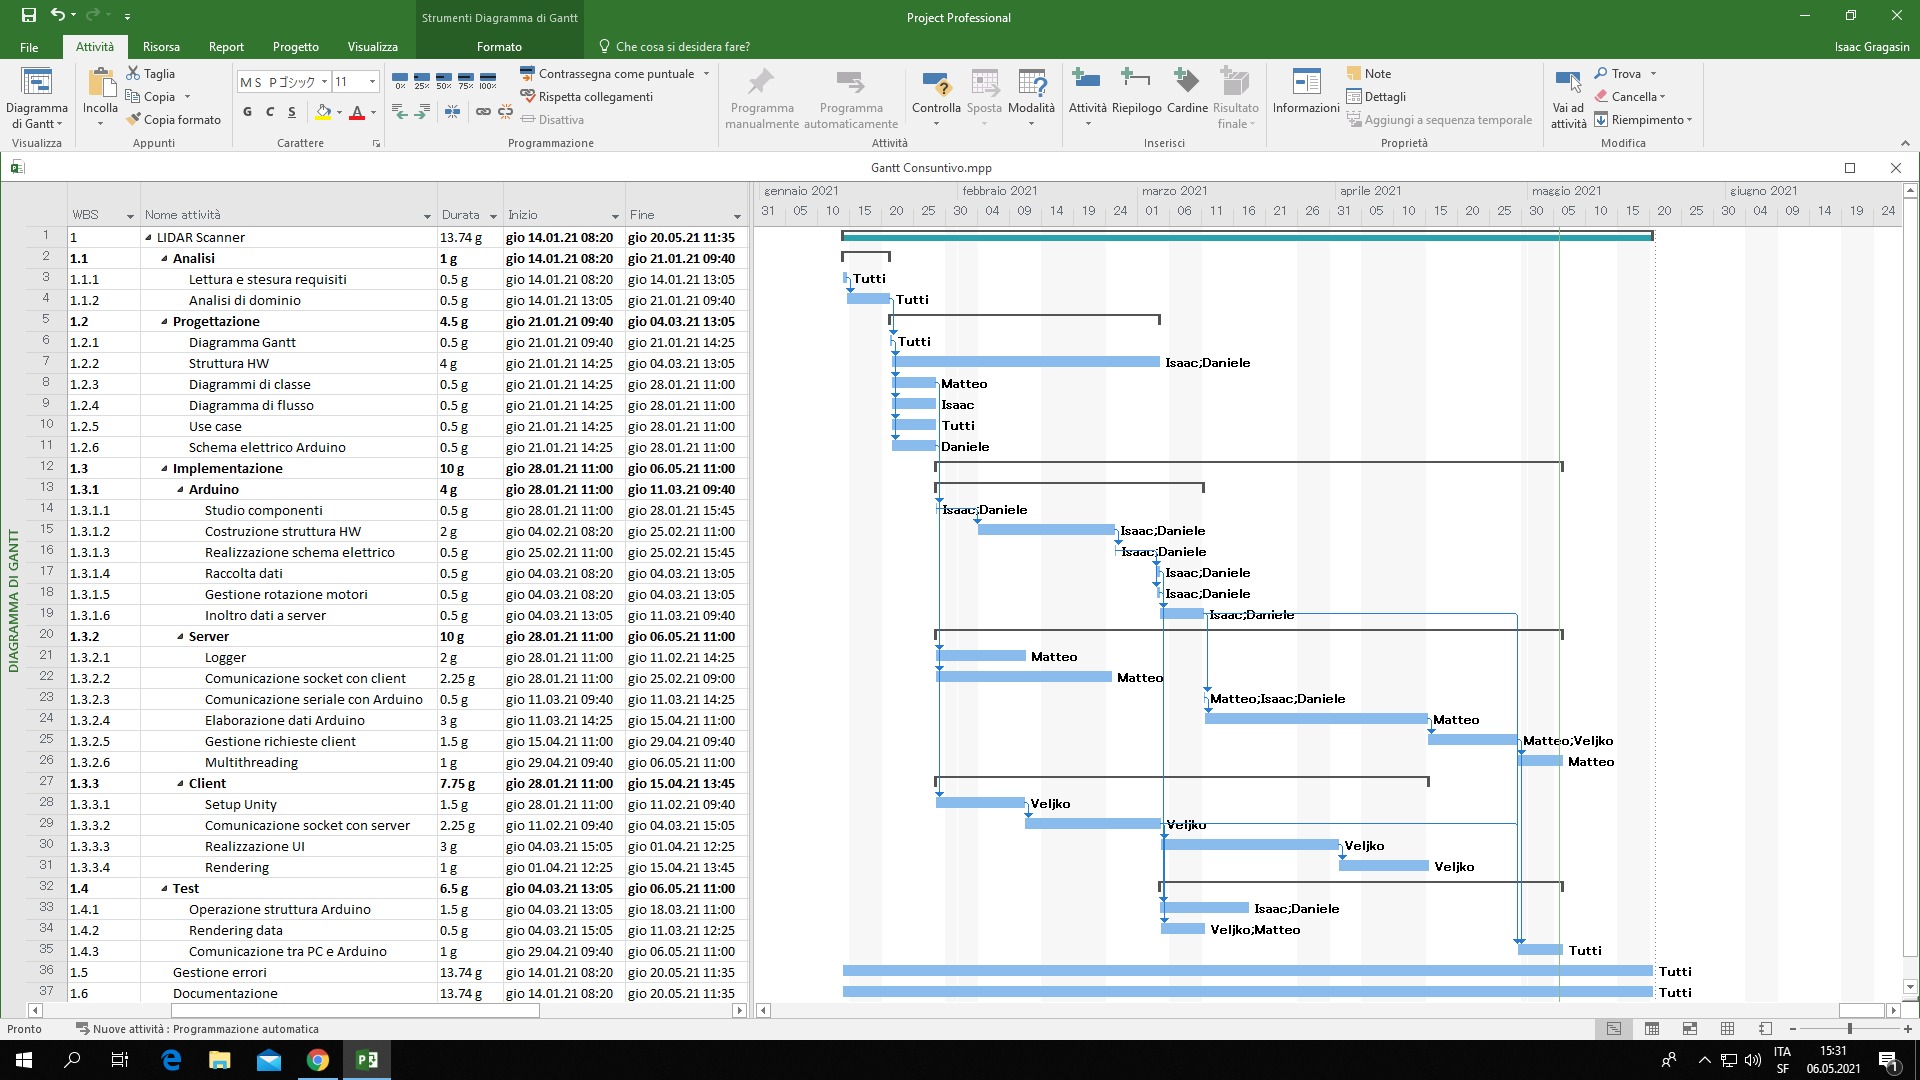 Strumenti Diagramma di Gantt
Project Professional
File Attività Risorsa Report Progetto Visualizza Formato Che cosa si desidera fare? Isaac Gragasin
Diagramma di Gantt
Visualizza
Incolla
Taglia
Copia
Copia formato
Appunti
ＭＳ Ｐゴシック 11
G C S
Carattere
0% 25% 50% 75% 100%
Contrassegna come puntuale
Rispetta collegamenti
Disattiva
Programmazione
Programma manualmente
Programma automaticamente
Controlla
Sposta
Modalità
Attività
Attività
Riepilogo
Cardine
Risultato finale
Inserisci
Informazioni
Note
Dettagli
Aggiungi a sequenza temporale
Proprietà
Vai ad attività
Trova
Cancella
Riempimento
Modifica
Gantt Consuntivo.mpp
gennaio 2021 febbraio 2021 marzo 2021 aprile 2021 maggio 2021 giugno 2021
WBS Nome attività Durata Inizio Fine
31 05 10 15 20 25 30 04 09 14 19 24 01 06 11 16 21 26 31 05 10 15 20 25 30 05 10 15 20 25 30 04 09 14 19 24
1 1 LIDAR Scanner 13.74 g gio 14.01.21 08:20 gio 20.05.21 11:35
2 1.1 Analisi 1 g gio 14.01.21 08:20 gio 21.01.21 09:40
3 1.1.1 Lettura e stesura requisiti 0.5 g gio 14.01.21 08:20 gio 14.01.21 13:05 Tutti
4 1.1.2 Analisi di dominio 0.5 g gio 14.01.21 13:05 gio 21.01.21 09:40 Tutti
5 1.2 Progettazione 4.5 g gio 21.01.21 09:40 gio 04.03.21 13:05
6 1.2.1 Diagramma Gantt 0.5 g gio 21.01.21 09:40 gio 21.01.21 14:25 Tutti
7 1.2.2 Struttura HW 4 g gio 21.01.21 14:25 gio 04.03.21 13:05 Isaac;Daniele
8 1.2.3 Diagrammi di classe 0.5 g gio 21.01.21 14:25 gio 28.01.21 11:00 Matteo
9 1.2.4 Diagramma di flusso 0.5 g gio 21.01.21 14:25 gio 28.01.21 11:00 Isaac
10 1.2.5 Use case 0.5 g gio 21.01.21 14:25 gio 28.01.21 11:00 Tutti
11 1.2.6 Schema elettrico Arduino 0.5 g gio 21.01.21 14:25 gio 28.01.21 11:00 Daniele
12 1.3 Implementazione 10 g gio 28.01.21 11:00 gio 06.05.21 11:00
13 1.3.1 Arduino 4 g gio 28.01.21 11:00 gio 11.03.21 09:40
14 1.3.1.1 Studio componenti 0.5 g gio 28.01.21 11:00 gio 28.01.21 15:45 Isaac;Daniele
15 1.3.1.2 Costruzione struttura HW 2 g gio 04.02.21 08:20 gio 25.02.21 11:00 Isaac;Daniele
16 1.3.1.3 Realizzazione schema elettrico 0.5 g gio 25.02.21 11:00 gio 25.02.21 15:45 Isaac;Daniele
17 1.3.1.4 Raccolta dati 0.5 g gio 04.03.21 08:20 gio 04.03.21 13:05 Isaac;Daniele
18 1.3.1.5 Gestione rotazione motori 0.5 g gio 04.03.21 08:20 gio 04.03.21 13:05 Isaac;Daniele
19 1.3.1.6 Inoltro dati a server 0.5 g gio 04.03.21 13:05 gio 11.03.21 09:40 Isaac;Daniele
20 1.3.2 Server 10 g gio 28.01.21 11:00 gio 06.05.21 11:00
21 1.3.2.1 Logger 2 g gio 28.01.21 11:00 gio 11.02.21 14:25 Matteo
22 1.3.2.2 Comunicazione socket con client 2.25 g gio 28.01.21 11:00 gio 25.02.21 09:00 Matteo
23 1.3.2.3 Comunicazione seriale con Arduino 0.5 g gio 11.03.21 09:40 gio 11.03.21 14:25 Matteo;Isaac;Daniele
24 1.3.2.4 Elaborazione dati Arduino 3 g gio 11.03.21 14:25 gio 15.04.21 11:00 Matteo
25 1.3.2.5 Gestione richieste client 1.5 g gio 15.04.21 11:00 gio 29.04.21 09:40 Matteo;Veljko
26 1.3.2.6 Multithreading 1 g gio 29.04.21 09:40 gio 06.05.21 11:00 Matteo
27 1.3.3 Client 7.75 g gio 28.01.21 11:00 gio 15.04.21 13:45
28 1.3.3.1 Setup Unity 1.5 g gio 28.01.21 11:00 gio 11.02.21 09:40 Veljko
29 1.3.3.2 Comunicazione socket con server 2.25 g gio 11.02.21 09:40 gio 04.03.21 15:05 Veljko
30 1.3.3.3 Realizzazione UI 3 g gio 04.03.21 15:05 gio 01.04.21 12:25 Veljko
31 1.3.3.4 Rendering 1 g gio 01.04.21 12:25 gio 15.04.21 13:45 Veljko
32 1.4 Test 6.5 g gio 04.03.21 13:05 gio 06.05.21 11:00
33 1.4.1 Operazione struttura Arduino 1.5 g gio 04.03.21 13:05 gio 18.03.21 11:00 Isaac;Daniele
34 1.4.2 Rendering data 0.5 g gio 04.03.21 15:05 gio 11.03.21 12:25 Veljko;Matteo
35 1.4.3 Comunicazione tra PC e Arduino 1 g gio 29.04.21 09:40 gio 06.05.21 11:00 Tutti
36 1.5 Gestione errori 13.74 g gio 14.01.21 08:20 gio 20.05.21 11:35 Tutti
37 1.6 Documentazione 13.74 g gio 14.01.21 08:20 gio 20.05.21 11:35 Tutti
DIAGRAMMA DI GANTT
Pronto Nuove attività : Programmazione automatica
ITA
SF
15:31
06.05.2021
1